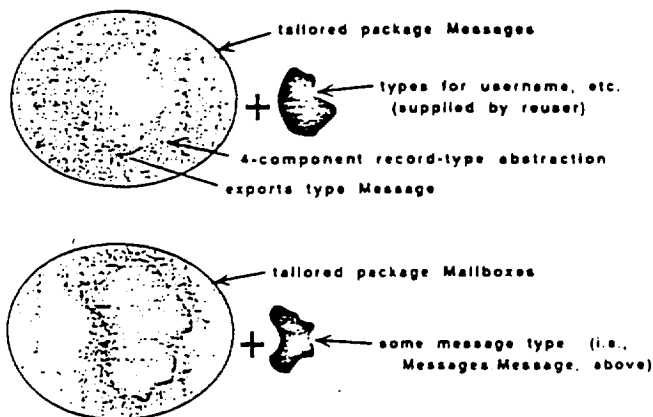 tailored package Messages
+
types for username, etc.
(supplied by reuser)
4-component record-type abstraction
exports type Message
tailored package Mailboxes
+
some message type (i.e.,
Messages.Message, above)